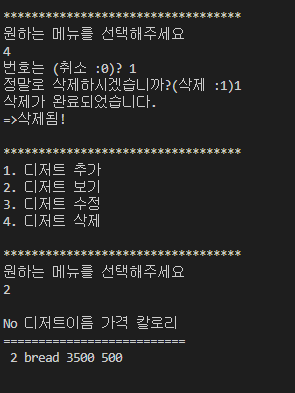 **********************************
원하는 메뉴를 선택해주세요
4
번호는 (취소 :0)? 1
정말로 삭제하시겠습니까?(삭제 :1)1
삭제가 완료되었습니다.
=>삭제됨!
**********************************
1. 디저트 추가
2. 디저트 보기
3. 디저트 수정
4. 디저트 삭제
**********************************
원하는 메뉴를 선택해주세요
2
No 디저트이름 가격 칼로리
==========================
2 bread 3500 500